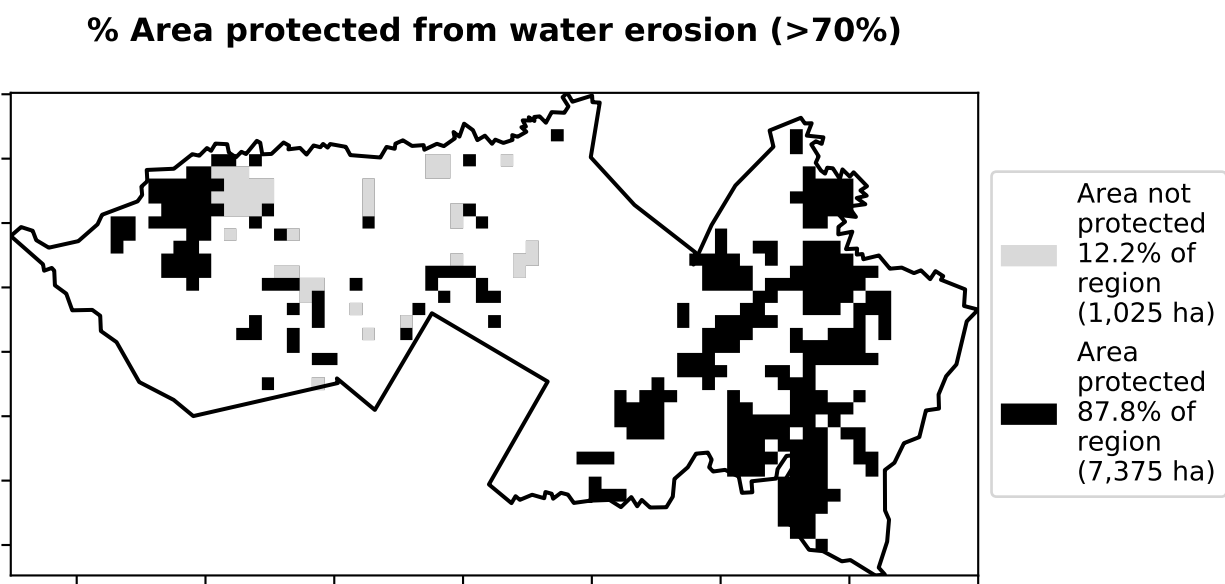 % Area protected from water erosion (>70%)
Area not
protected
12.2% of
region
(1,025 ha)
Area
protected
87.8% of
region
(7,375 ha)